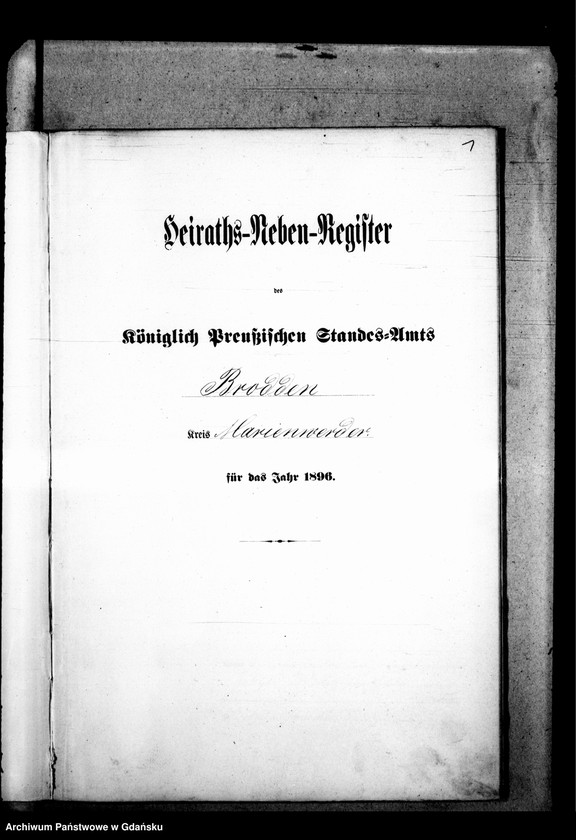 1
Heiraths-Neben-Register
des
Königlich Preußischen Standes-Amts
Brodden
Kreis Marienwerder.
für das Jahr 1896.
Archiwum Państwowe w Gdańsku